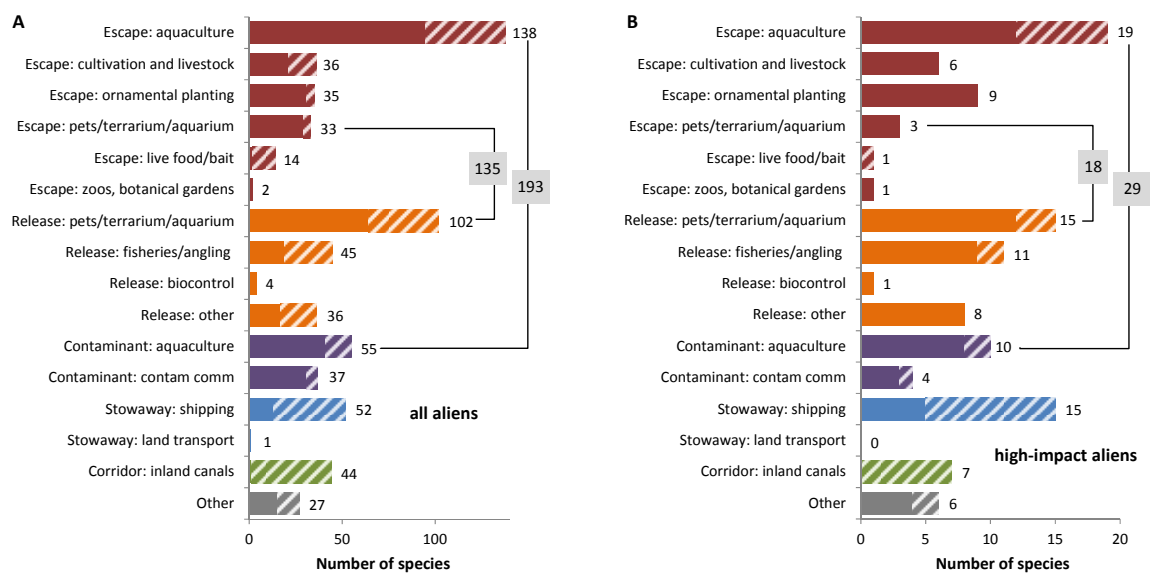 A
Escape: aquaculture 138
Escape: cultivation and livestock 36
Escape: ornamental planting 35
Escape: pets/terrarium/aquarium 33
Escape: live food/bait 14
Escape: zoos, botanical gardens 2
Release: pets/terrarium/aquarium 102
Release: fisheries/angling 45
Release: biocontrol 4
Release: other 36
Contaminant: aquaculture 55
Contaminant: contam comm 37
Stowaway: shipping 52
Stowaway: land transport 1
Corridor: inland canals 44
Other 27
135
193
all aliens
0 50 100
Number of species
B
Escape: aquaculture 19
Escape: cultivation and livestock 6
Escape: ornamental planting 9
Escape: pets/terrarium/aquarium 3
Escape: live food/bait 1
Escape: zoos, botanical gardens 1
Release: pets/terrarium/aquarium 15
Release: fisheries/angling 11
Release: biocontrol 1
Release: other 8
Contaminant: aquaculture 10
Contaminant: contam comm 4
Stowaway: shipping 15
Stowaway: land transport 0
Corridor: inland canals 7
Other 6
18
29
high-impact aliens
0 5 10 15 20
Number of species